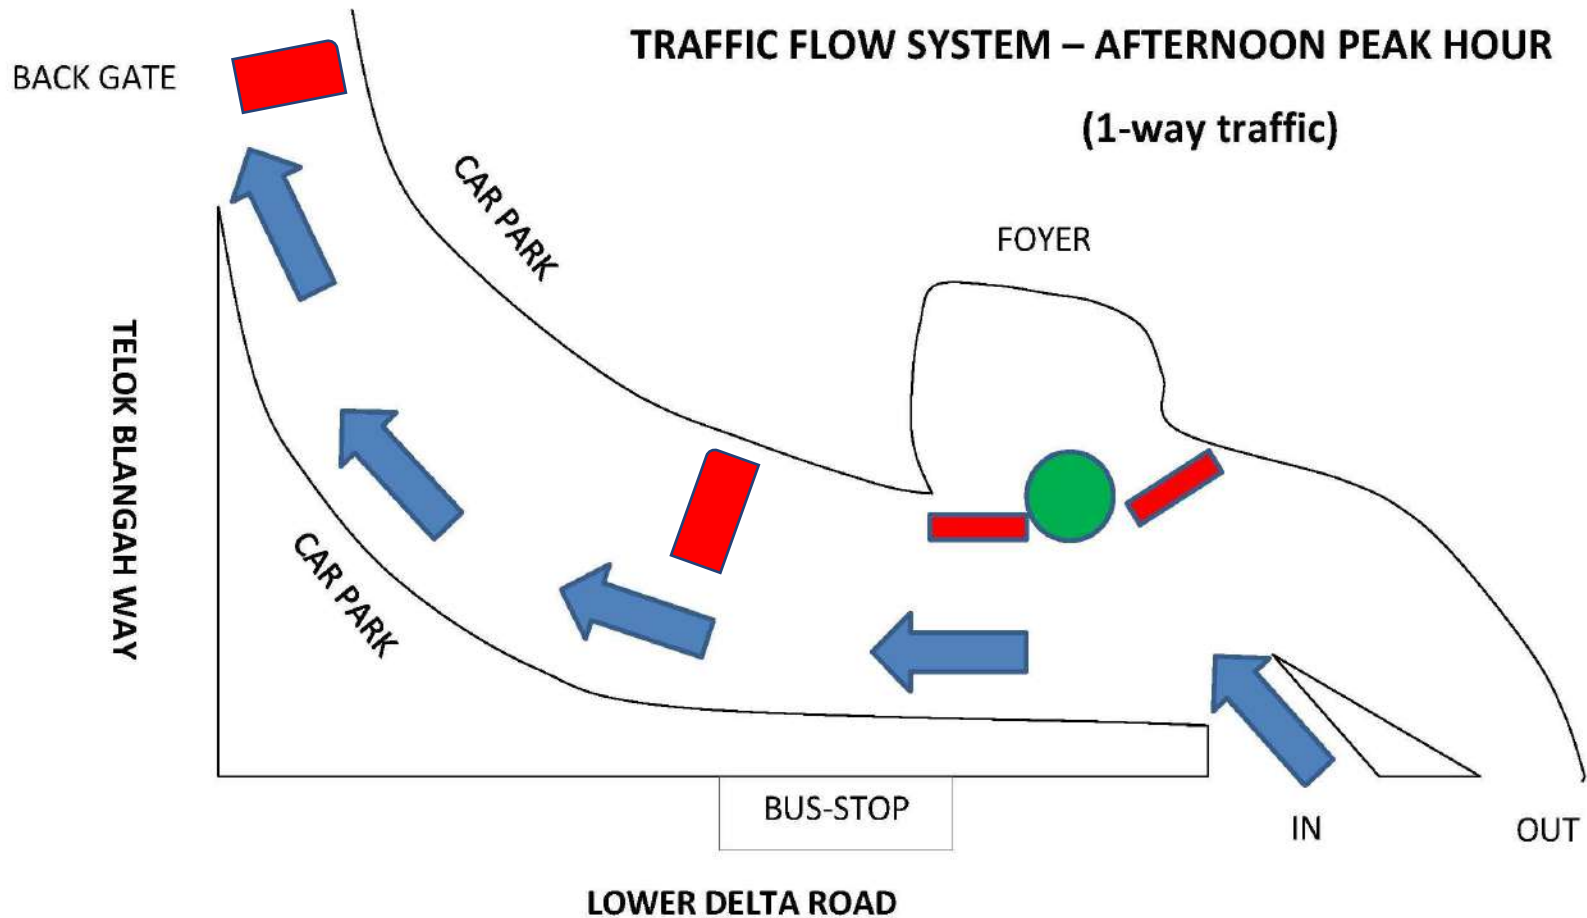 TRAFFIC FLOW SYSTEM – AFTERNOON PEAK HOUR
(1-way traffic)
BACK GATE
CAR PARK
FOYER
TELOK BLANGAH WAY
CAR PARK
BUS-STOP
IN
OUT
LOWER DELTA ROAD